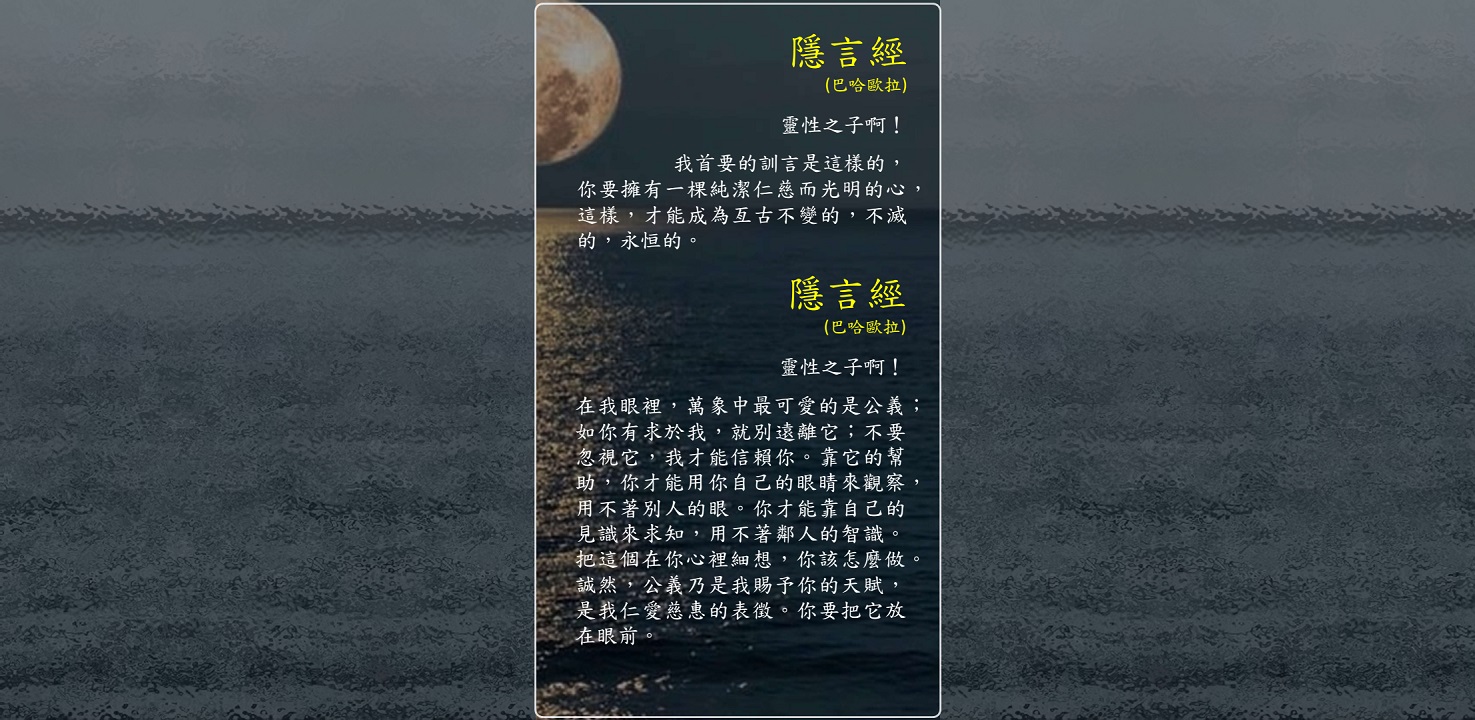 隱言經
(巴哈歐拉)
靈性之子啊！
我首要的訓言是這樣的，
你要擁有一棵純潔仁慈而光明的心，
這樣，才能成為亙古不變的，不滅
的，永恒的。
隱言經
(巴哈歐拉)
靈性之子啊！
在我眼裡，萬象中最可愛的是公義；
如你有求於我，就別遠離它；不要
忽視它，我才能信賴你。靠它的幫
助，你才能用你自己的眼睛來觀察，
用不著別人的眼。你才能靠自己的
見識來求知，用不著鄰人的智識。
把這個在你心裡細想，你該怎麼做。
誠然，公義乃是我賜予你的天賦，
是我仁愛慈惠的表徵。你要把它放
在眼前。